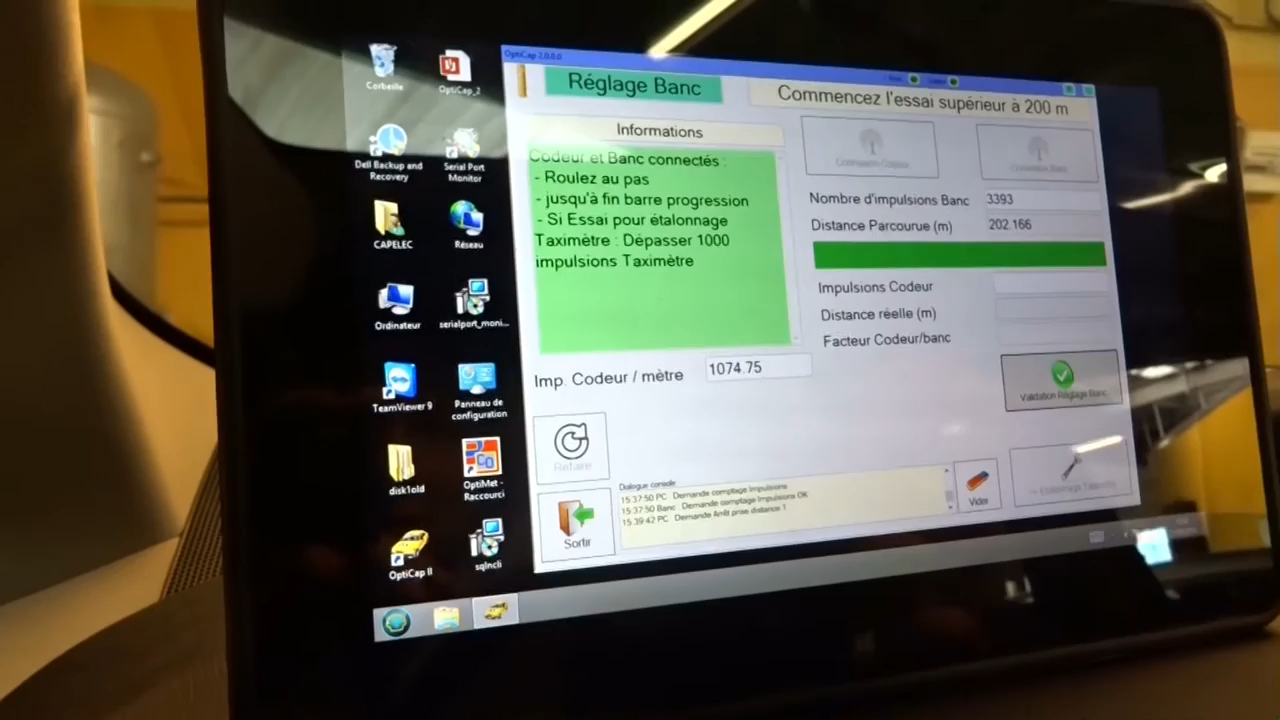 Corbeille
OptiCap_2
Dell Backup and
Recovery
Serial Port
Monitor
CAPELEC
Réseau
Ordinateur
serialport_moni...
TeamViewer 9
Panneau de
configuration
disk1old
OptiMet -
Raccourci
OptiCap II
sqlncli
OptiCap 2.0.0.0
Réglage Banc
Commencez l'essai supérieur à 200 m
Informations
Codeur et Banc connectés :
- Roulez au pas
- jusqu'à fin barre progression
- Si Essai pour étalonnage
Taximètre : Dépasser 1000
impulsions Taximètre
Nombre d'impulsions Banc 3393
Distance Parcourue (m) 202.166
Impulsions Codeur
Distance réelle (m)
Facteur Codeur/banc
Imp. Codeur / mètre 1074.75
Validation Réglage Banc
Refaire
Sortir
Dialogue console
15:37:50 PC Demande comptage Impulsions
15:37:50 Banc Demande comptage Impulsions OK
15:39:42 PC Demande Arrêt prise distance 1
Vider